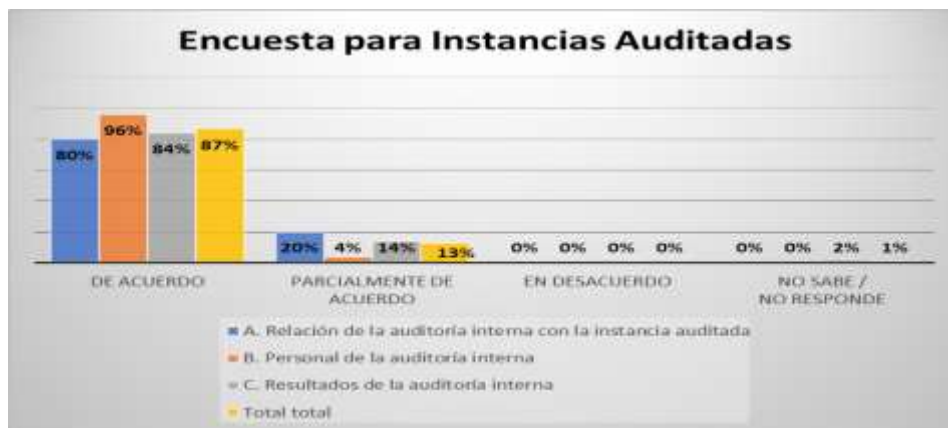 Encuesta para Instancias Auditadas
80% 96% 84% 87%
20% 4% 14% 13%
0% 0% 0% 0%
0% 0% 2% 1%
DE ACUERDO
PARCIALMENTE DE
ACUERDO
EN DESACUERDO
NO SABE /
NO RESPONDE
A. Relación de la auditoría interna con la instancia auditada
B. Personal de la auditoría interna
C. Resultados de la auditoría interna
Total total